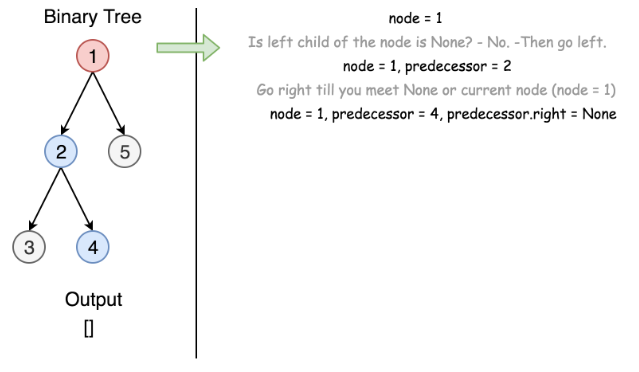 Binary Tree
1
2
5
3
4
Output
[]
node = 1
Is left child of the node is None? - No. -Then go left.
node = 1, predecessor = 2
Go right till you meet None or current node (node = 1)
node = 1, predecessor = 4, predecessor.right = None